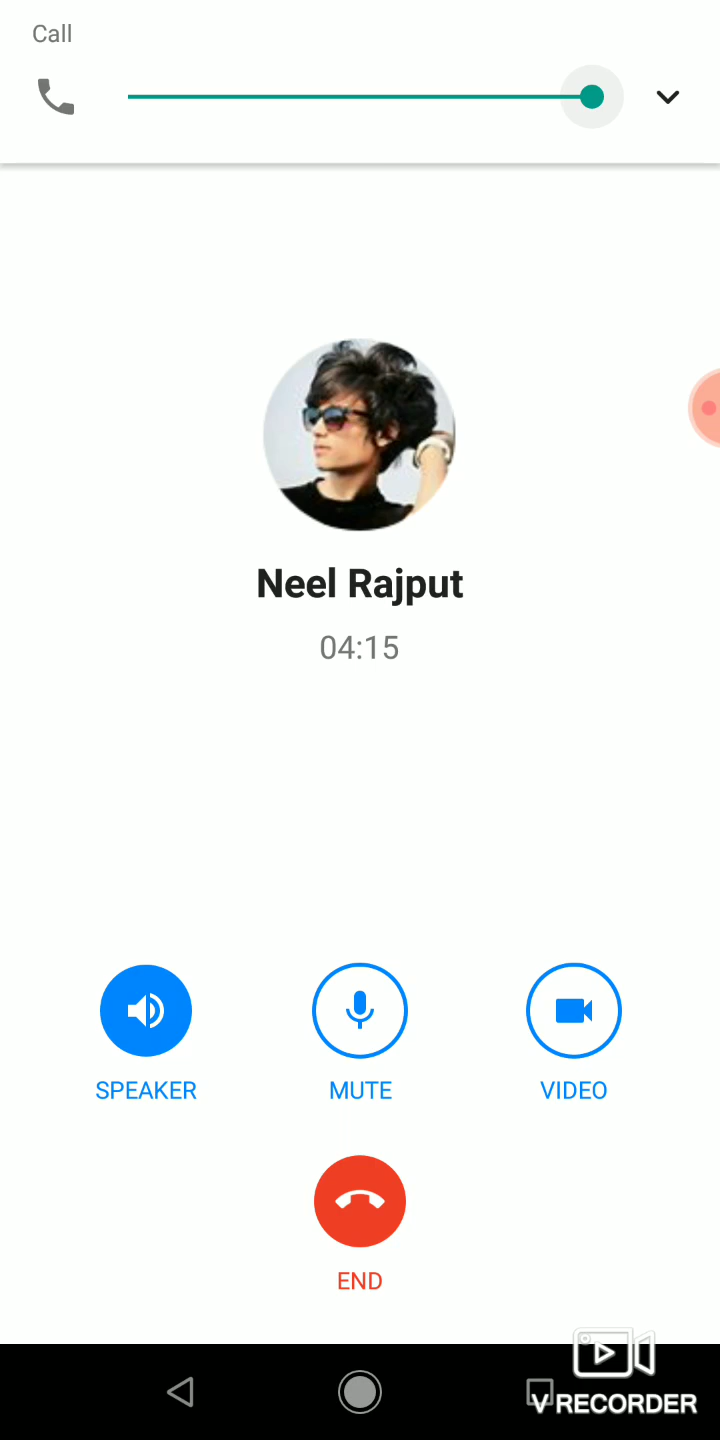 Call
Neel Rajput
04:15
SPEAKER
MUTE
VIDEO
END
V RECORDER